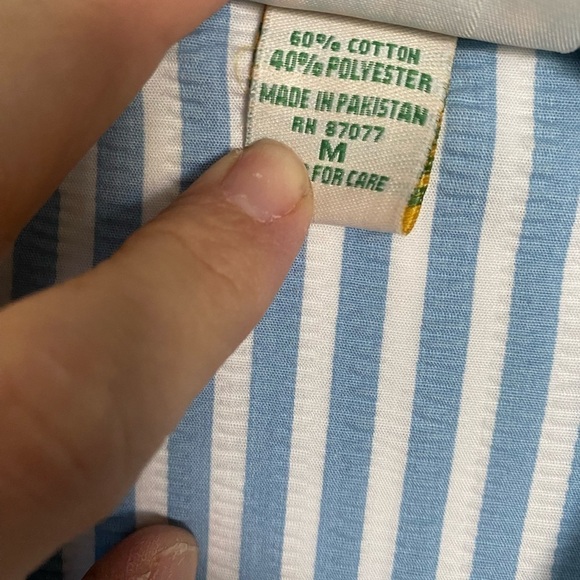 60% COTTON
40% POLYESTER
MADE IN PAKISTAN
RN 87077
M
FOR CARE